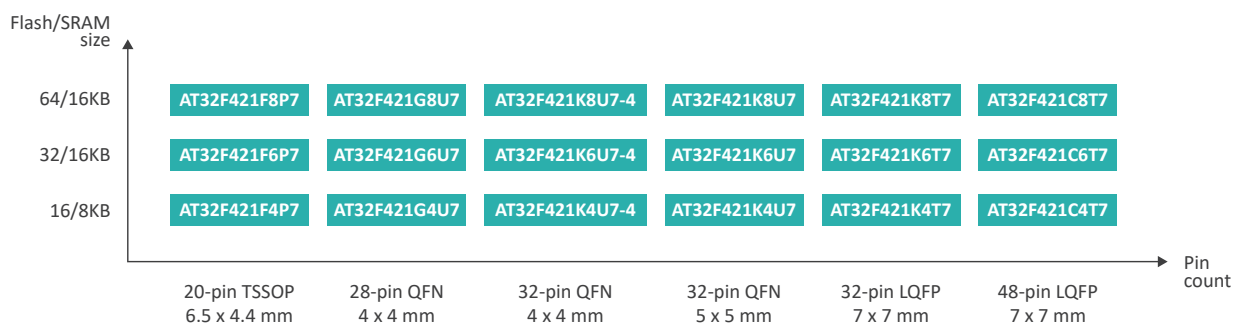 Flash/SRAM
size
64/16KB AT32F421F8P7 AT32F421G8U7 AT32F421K8U7-4 AT32F421K8U7 AT32F421K8T7 AT32F421C8T7
32/16KB AT32F421F6P7 AT32F421G6U7 AT32F421K6U7-4 AT32F421K6U7 AT32F421K6T7 AT32F421C6T7
16/8KB AT32F421F4P7 AT32F421G4U7 AT32F421K4U7-4 AT32F421K4U7 AT32F421K4T7 AT32F421C4T7
Pin
count
20-pin TSSOP 28-pin QFN 32-pin QFN 32-pin QFN 32-pin LQFP 48-pin LQFP
6.5 x 4.4 mm 4 x 4 mm 4 x 4 mm 5 x 5 mm 7 x 7 mm 7 x 7 mm